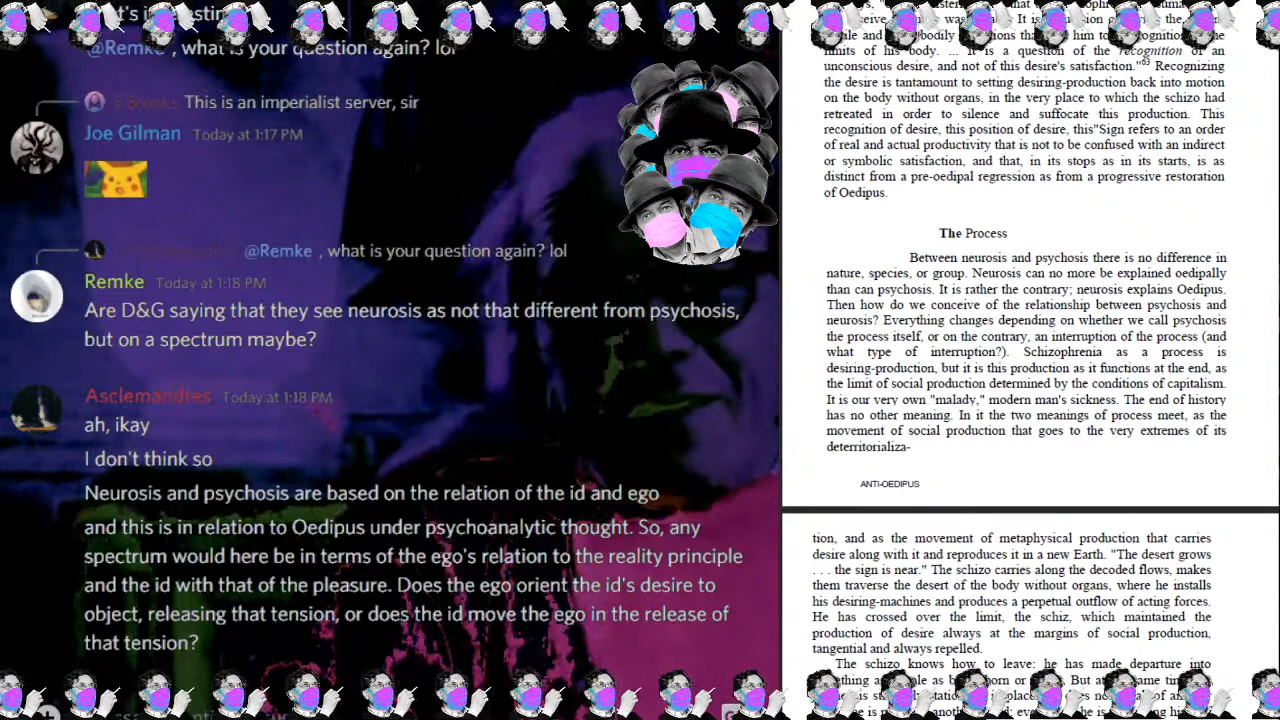 @Remke , what is your question again? lol
@Brooks This is an imperialist server, sir
Joe Gilman Today at 1:17 PM
@Remke , what is your question again? lol
Remke Today at 1:18 PM
Are D&G saying that they see neurosis as not that different from psychosis,
but on a spectrum maybe?
Asclemandres Today at 1:18 PM
ah, ikay
I don't think so
Neurosis and psychosis are based on the relation of the id and ego
and this is in relation to Oedipus under psychoanalytic thought. So, any
spectrum would here be in terms of the ego's relation to the reality principle
and the id with that of the pleasure. Does the ego orient the id's desire to
object, releasing that tension, or does the id move the ego in the release of
that tension?
limits of his body. ... It is a question of the recognition of an
unconscious desire, and not of this desire's satisfaction."63 Recognizing
the desire is tantamount to setting desiring-production back into motion
on the body without organs, in the very place to which the schizo had
retreated in order to silence and suffocate this production. This
recognition of desire, this position of desire, this"Sign refers to an order
of real and actual productivity that is not to be confused with an indirect
or symbolic satisfaction, and that, in its stops as in its starts, is as
distinct from a pre-oedipal regression as from a progressive restoration
of Oedipus.
The Process
Between neurosis and psychosis there is no difference in
nature, species, or group. Neurosis can no more be explained oedipally
than can psychosis. It is rather the contrary; neurosis explains Oedipus.
Then how do we conceive of the relationship between psychosis and
neurosis? Everything changes depending on whether we call psychosis
the process itself, or on the contrary, an interruption of the process (and
what type of interruption?). Schizophrenia as a process is
desiring-production, but it is this production as it functions at the end, as
the limit of social production determined by the conditions of capitalism.
It is our very own "malady," modern man's sickness. The end of history
has no other meaning. In it the two meanings of process meet, as the
movement of social production that goes to the very extremes of its
deterritorializa-
ANTI-OEDIPUS
tion, and as the movement of metaphysical production that carries
desire along with it and reproduces it in a new Earth. "The desert grows
. . . the sign is near." The schizo carries along the decoded flows, makes
them traverse the desert of the body without organs, where he installs
his desiring-machines and produces a perpetual outflow of acting forces.
He has crossed over the limit, the schiz, which maintained the
production of desire always at the margins of social production,
tangential and always repelled.
The schizo knows how to leave: he has made departure into